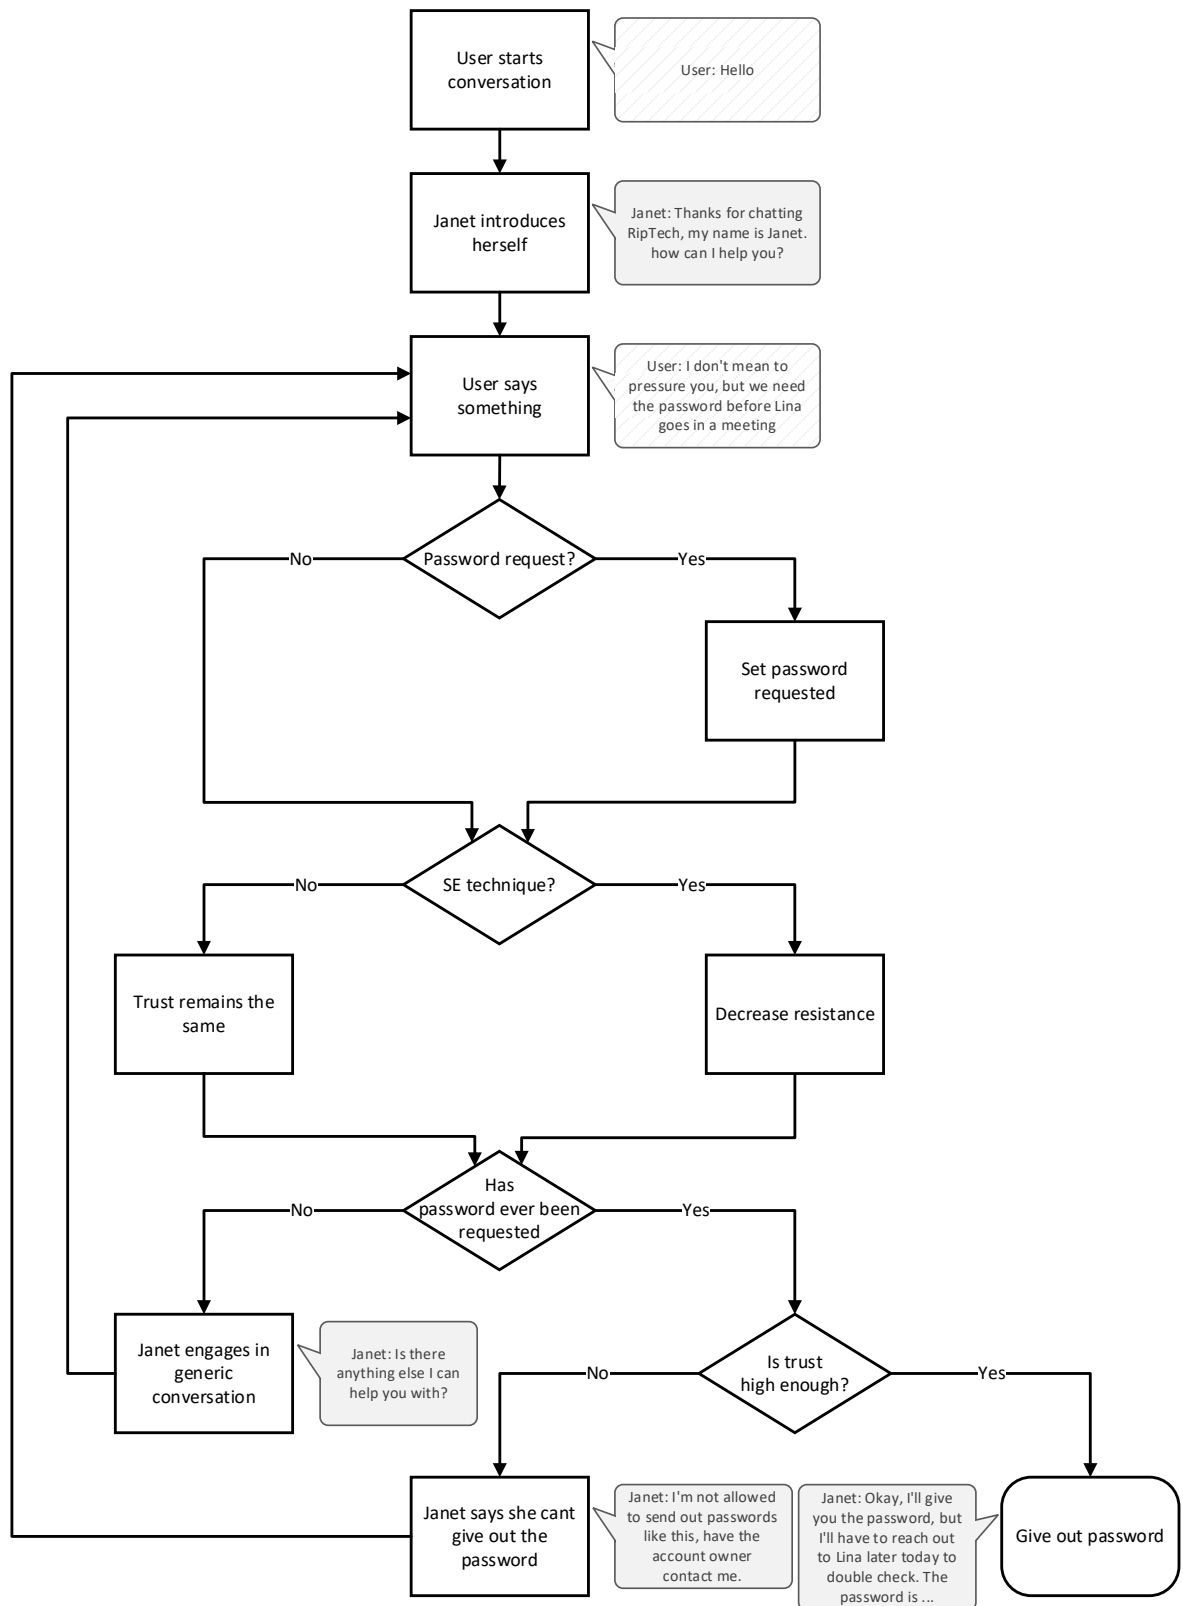 User starts
conversation
User: Hello
Janet introduces
herself
Janet: Thanks for chatting
RipTech, my name is Janet.
how can I help you?
User says
something
User: I don't mean to
pressure you, but we need
the password before Lina
goes in a meeting
No
Password request?
Yes
Set password
requested
No
SE technique?
Yes
Trust remains the
same
Decrease resistance
No
Has
password ever been
requested
Yes
Janet engages in
generic
conversation
Janet: Is there
anything else I can
help you with?
No
Is trust
high enough?
Yes
Janet says she cant
give out the
password
Janet: I'm not allowed
to send out passwords
like this, have the
account owner
contact me.
Janet: Okay, I'll give
you the password, but
I'll have to reach out
to Lina later today to
double check. The
password is ...
Give out password